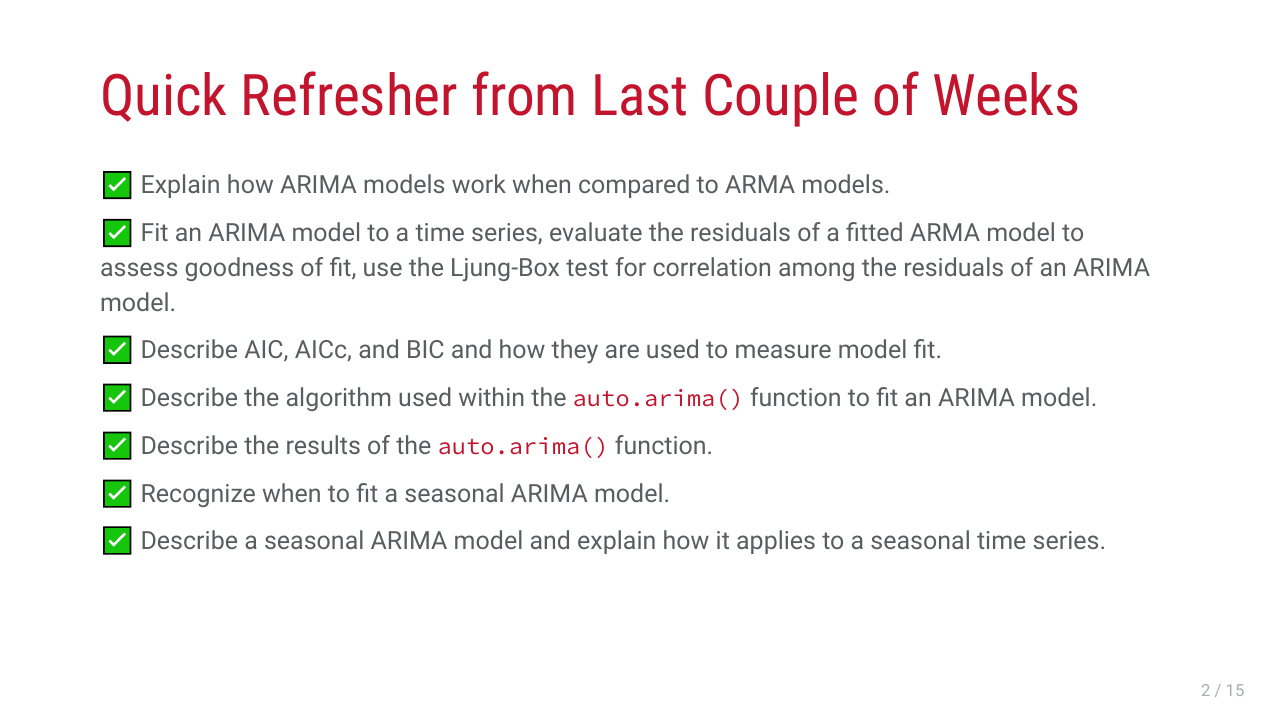 Quick Refresher from Last Couple of Weeks
✅ Explain how ARIMA models work when compared to ARMA models.
✅ Fit an ARIMA model to a time series, evaluate the residuals of a fitted ARMA model to
assess goodness of fit, use the Ljung-Box test for correlation among the residuals of an ARIMA
model.
✅ Describe AIC, AICc, and BIC and how they are used to measure model fit.
✅ Describe the algorithm used within the auto.arima() function to fit an ARIMA model.
✅ Describe the results of the auto.arima() function.
✅ Recognize when to fit a seasonal ARIMA model.
✅ Describe a seasonal ARIMA model and explain how it applies to a seasonal time series.
2 / 15